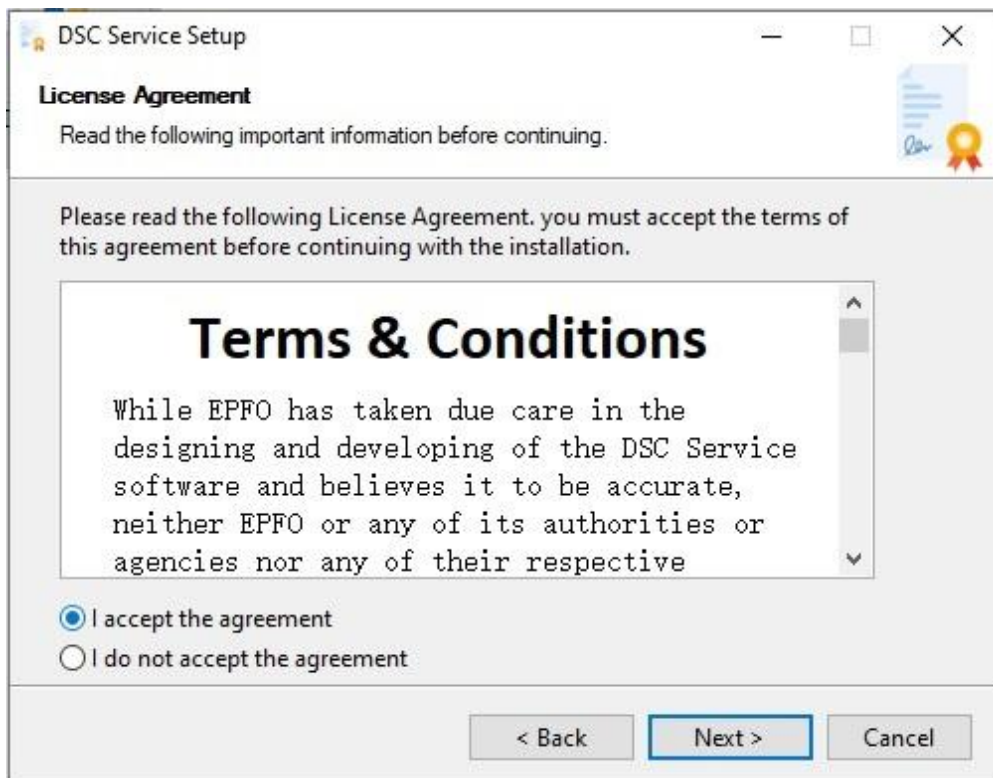 DSC Service Setup
License Agreement
Read the following important information before continuing.
Please read the following License Agreement. you must accept the terms of
this agreement before continuing with the installation.
Terms & Conditions
While EPFO has taken due care in the
designing and developing of the DSC Service
software and believes it to be accurate,
neither EPFO or any of its authorities or
agencies nor any of their respective
I accept the agreement
I do not accept the agreement
< Back
Next >
Cancel